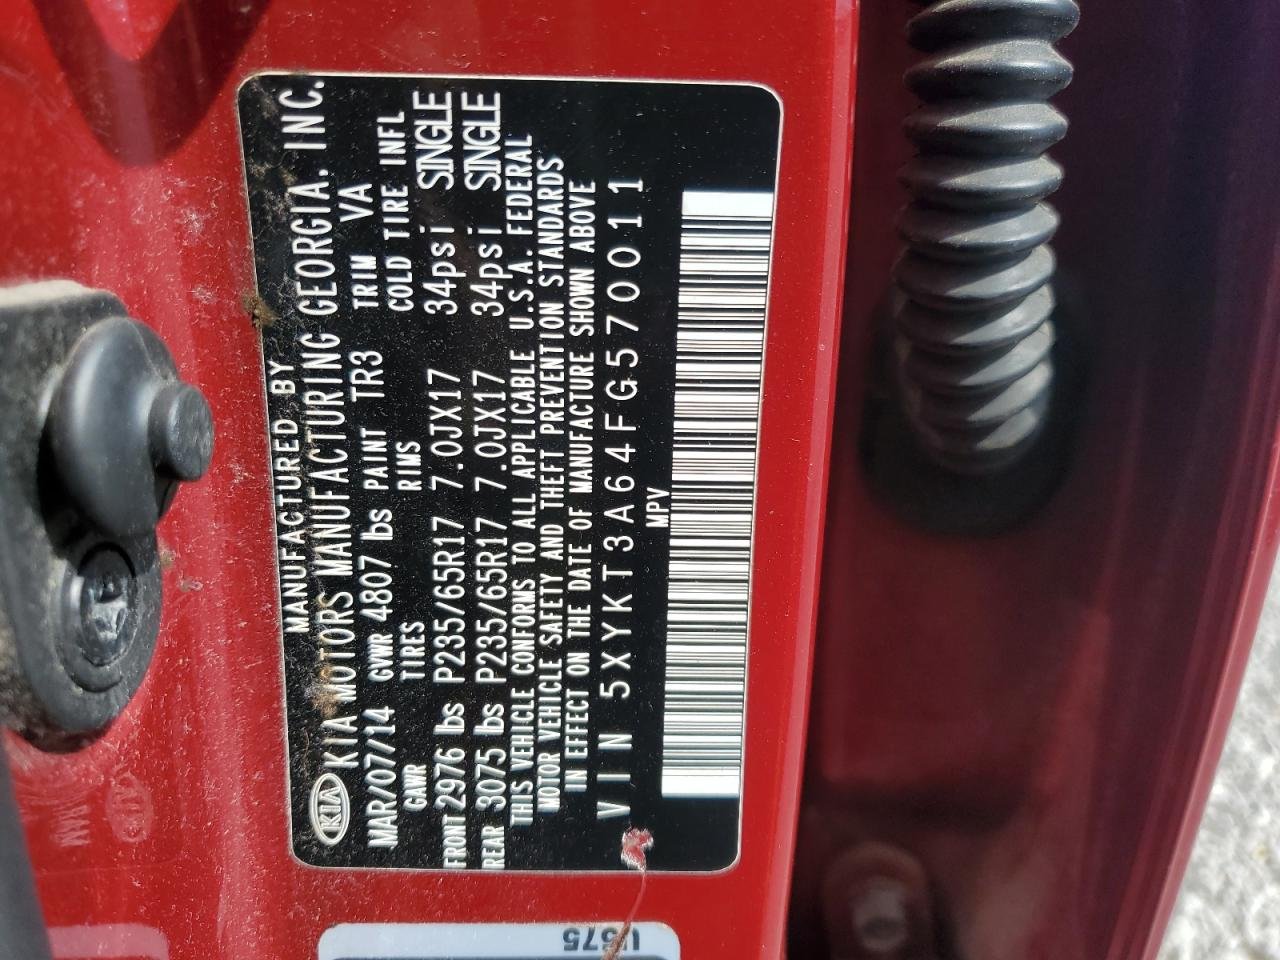 MANUFACTURED BY
KIA KIA MOTORS MANUFACTURING GEORGIA. INC.
MAR/07/14 GVWR 4807 lbs PAINT TR3 TRIM VA
GAWR TIRES RIMS COLD TIRE INFL
FRONT 2976 lbs P235/65R17 7.0JX17 34psi SINGLE
REAR 3075 lbs P235/65R17 7.0JX17 34psi SINGLE
THIS VEHICLE CONFORMS TO ALL APPLICABLE U.S.A. FEDERAL
MOTOR VEHICLE SAFETY AND THEFT PREVENTION STANDARDS
IN EFFECT ON THE DATE OF MANUFACTURE SHOWN ABOVE
VIN 5XYKT3A64FG570011
MPV